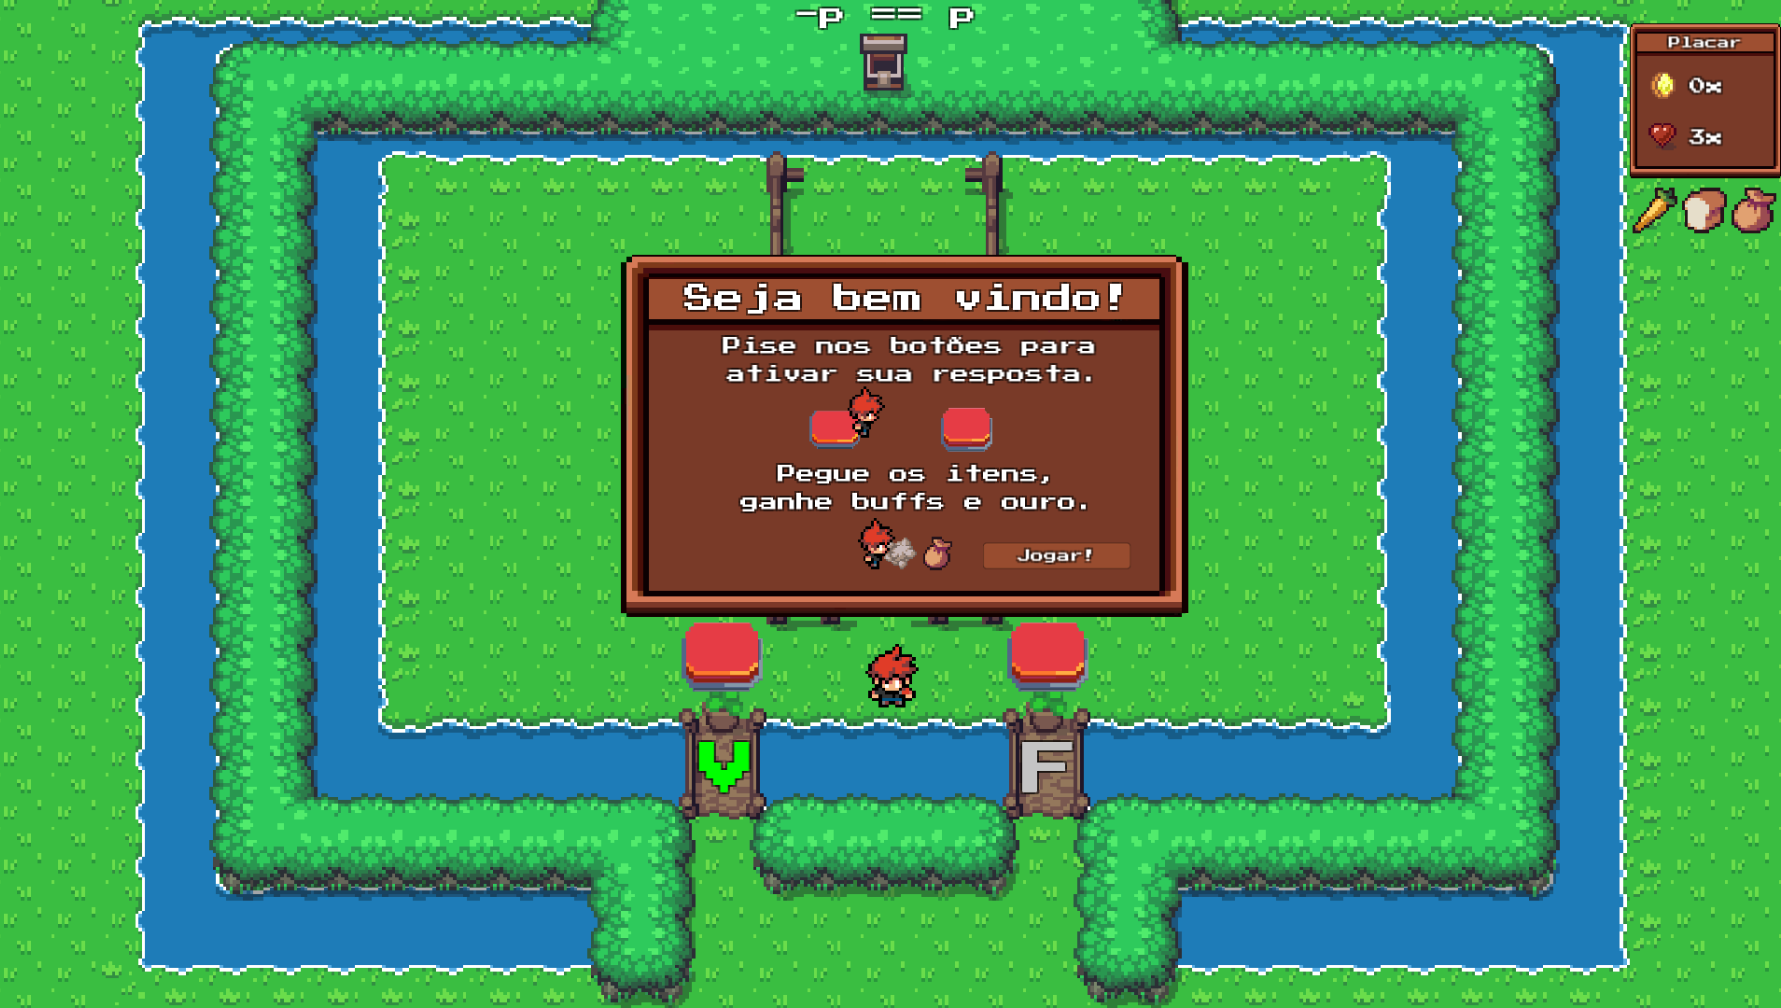 ¬p == p
Placar
0x
3x
Seja bem vindo!
Pise nos botões para
ativar sua resposta.
Pegue os itens,
ganhe buffs e ouro.
Jogar!
V
F